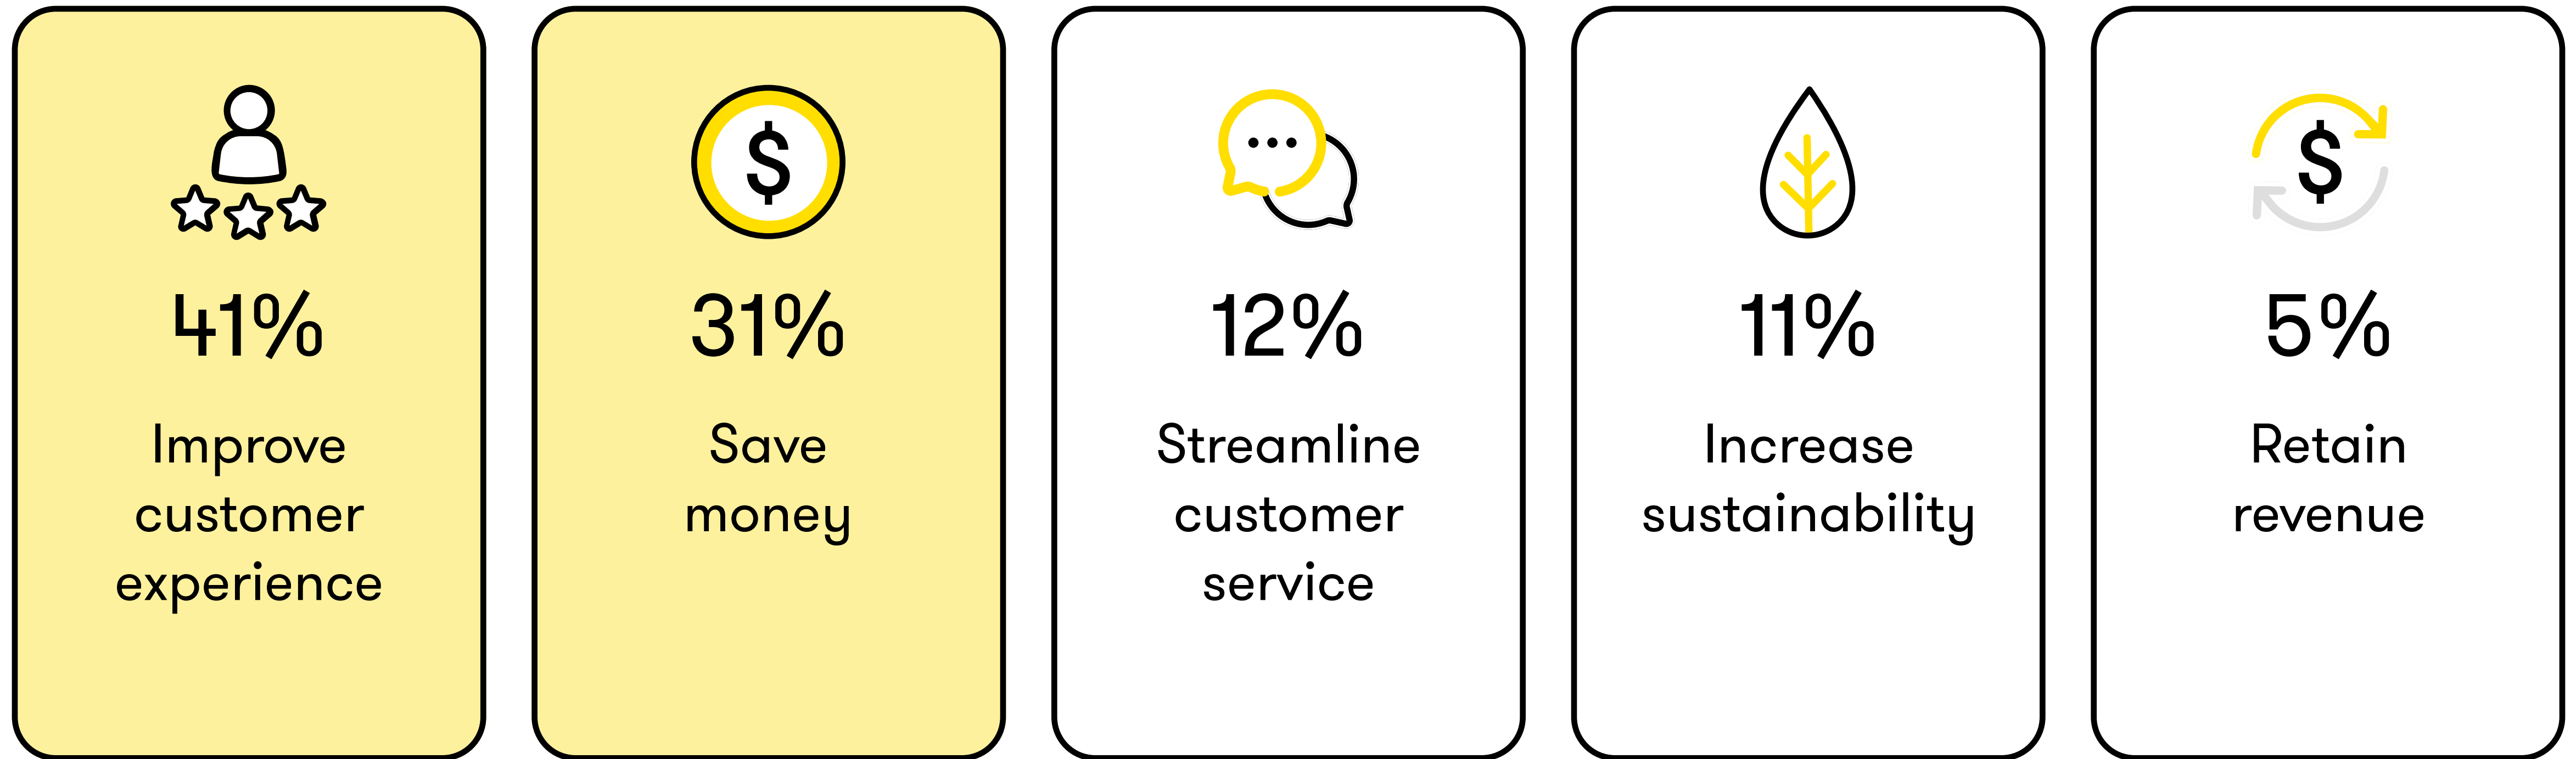 41%
Improve
customer
experience
31%
Save
money
12%
Streamline
customer
service
11%
Increase
sustainability
5%
Retain
revenue